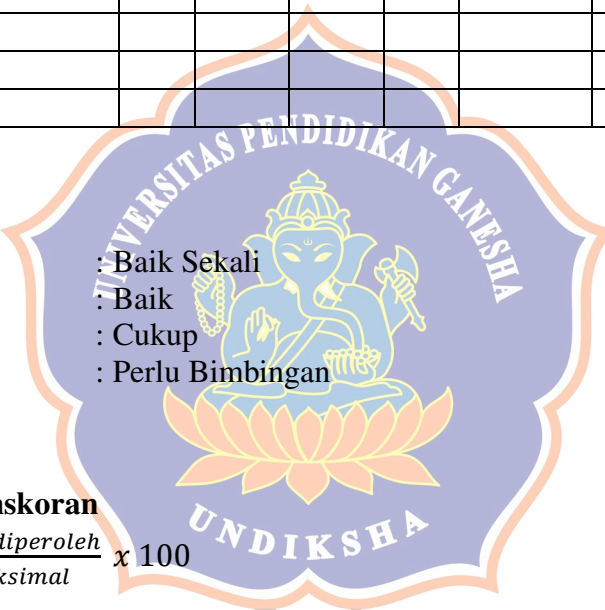 UNIVERSITAS PENDIDIKAN GANESHA
: Baik Sekali
: Baik
: Cukup
: Perlu Bimbingan
nskoran
diperoleh
ksimal
x 100
UNDIKSHA